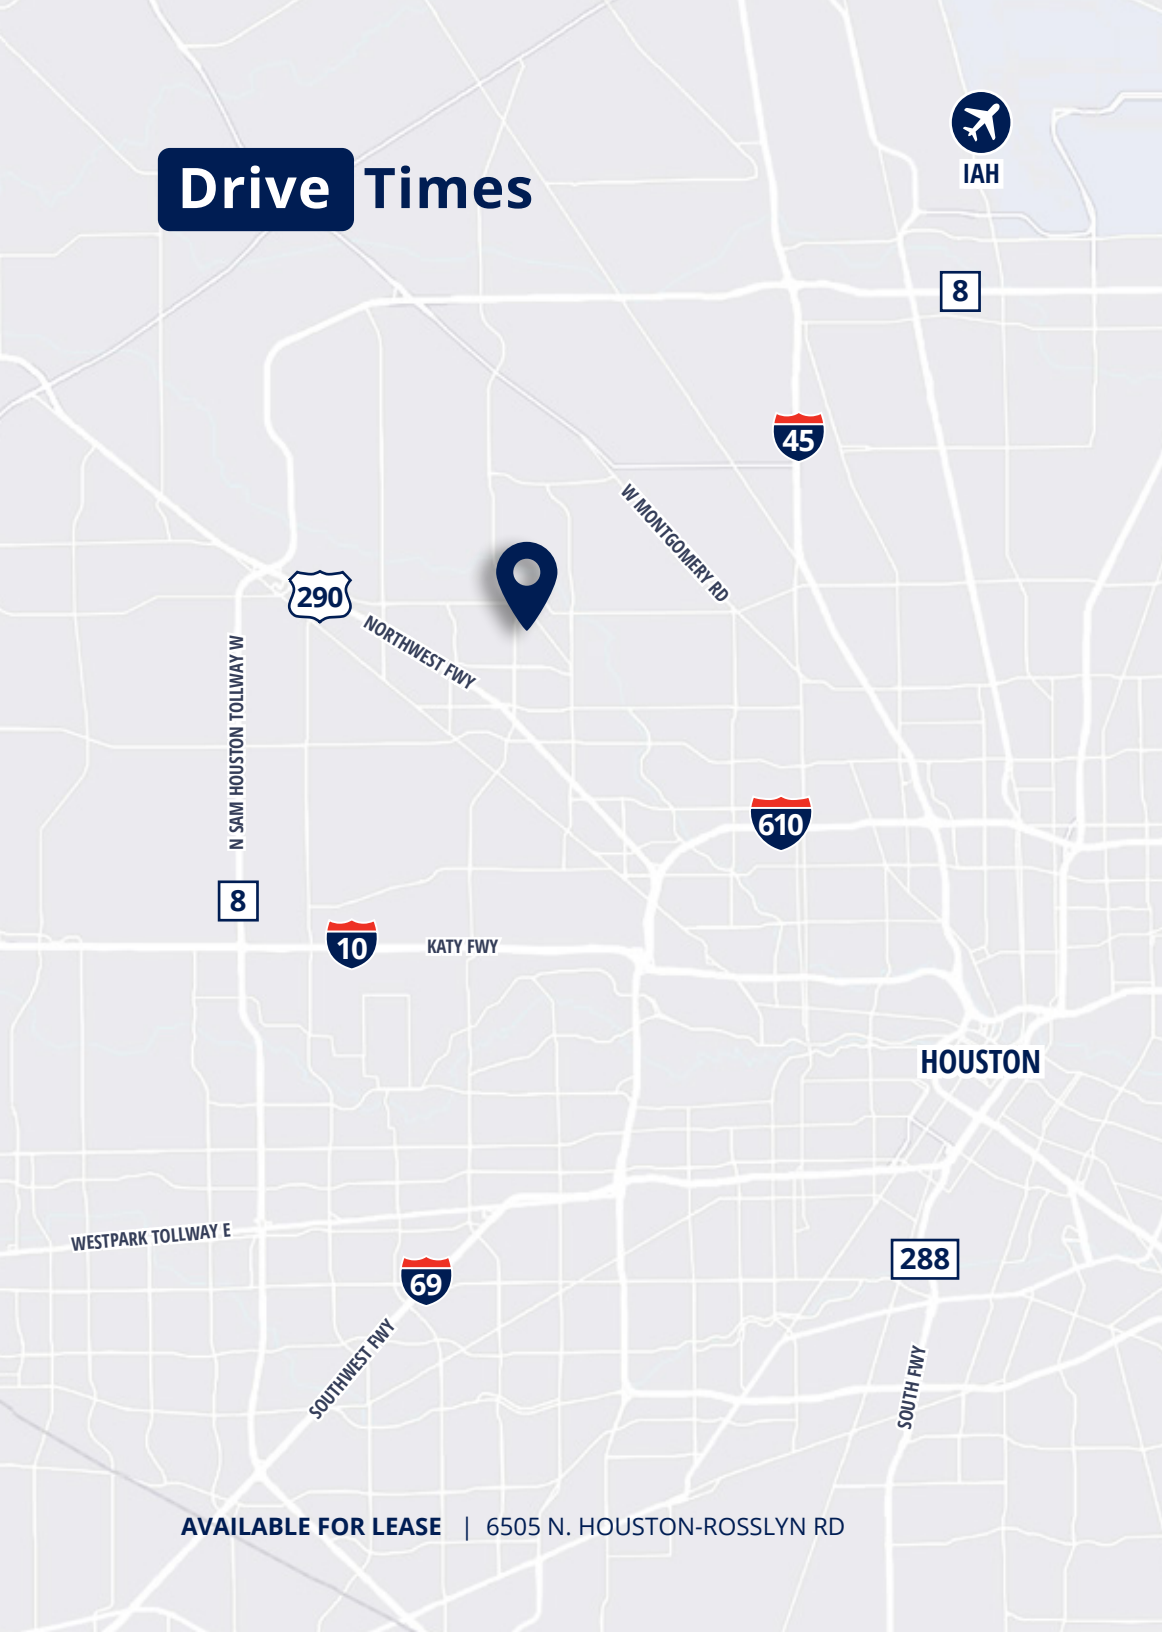 IAH
Drive Times
8
45
W MONTGOMERY RD
290
NORTHWEST FWY
N SAM HOUSTON TOLLWAY W
610
8
10
KATY FWY
HOUSTON
WESTPARK TOLLWAY E
288
69
SOUTHWEST FWY
SOUTH FWY
AVAILABLE FOR LEASE | 6505 N. HOUSTON-ROSSLYN RD